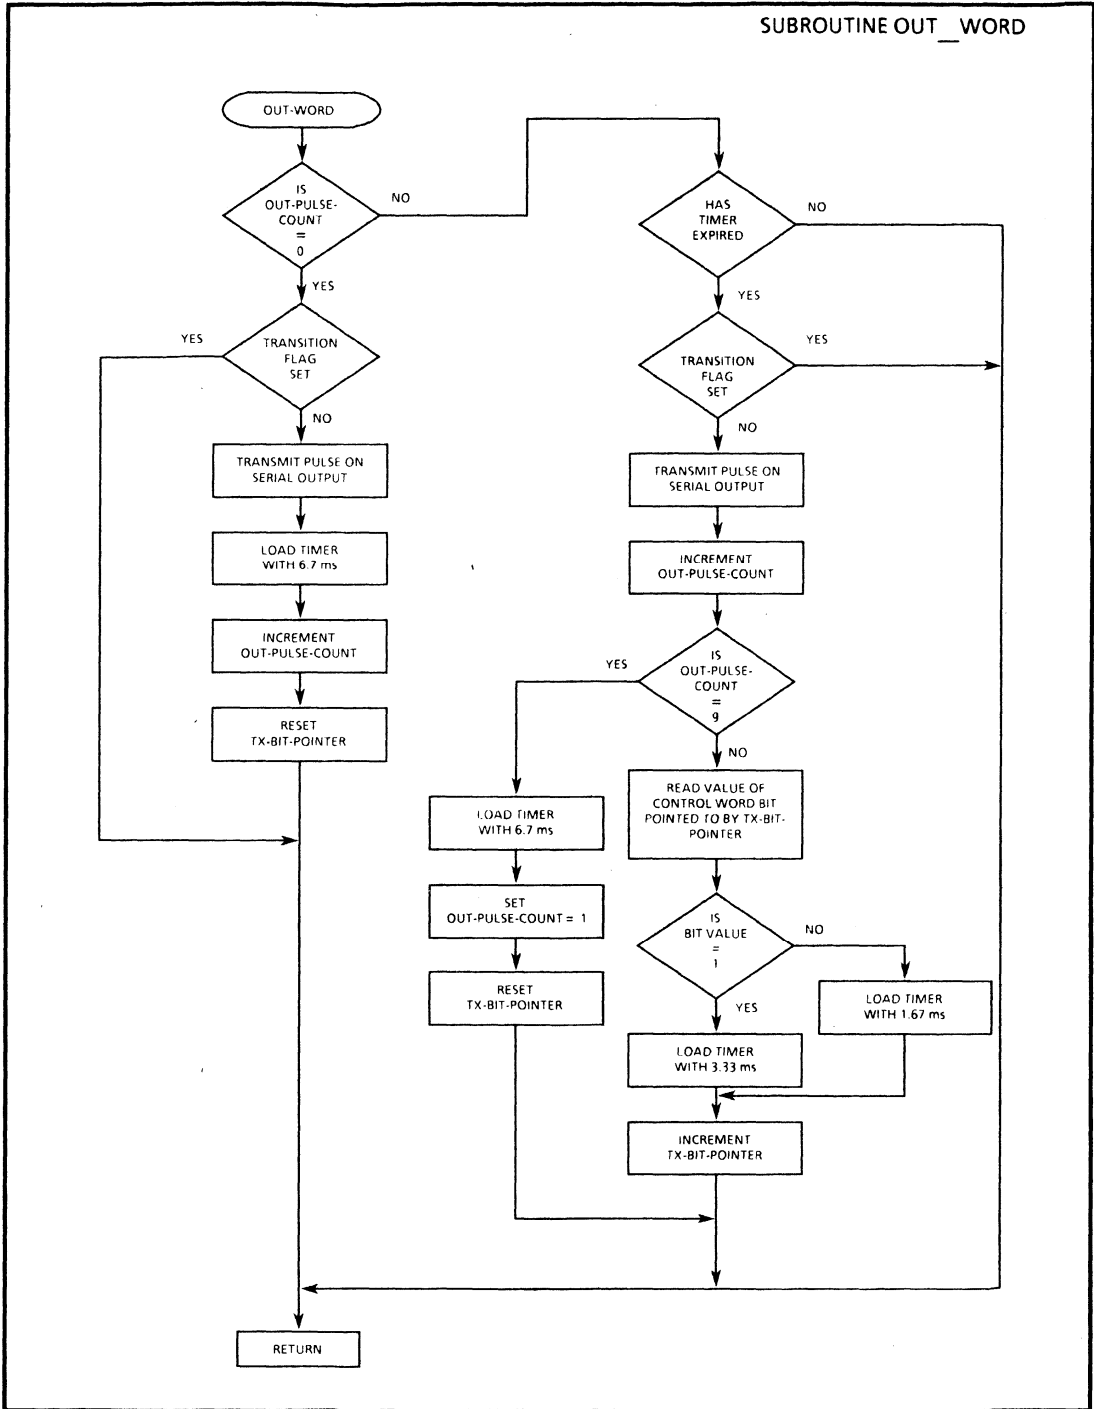 SUBROUTINE OUT__WORD
OUT-WORD
IS
OUT-PULSE-
COUNT
=
0
NO
YES
TRANSITION
FLAG
SET
YES
NO
TRANSMIT PULSE ON
SERIAL OUTPUT
LOAD TIMER
WITH 6.7 ms
INCREMENT
OUT-PULSE-COUNT
RESET
TX-BIT-POINTER
HAS
TIMER
EXPIRED
NO
YES
TRANSITION
FLAG
SET
YES
NO
TRANSMIT PULSE ON
SERIAL OUTPUT
INCREMENT
OUT-PULSE-COUNT
IS
OUT-PULSE-
COUNT
=
9
YES
NO
LOAD TIMER
WITH 6.7 ms
SET
OUT-PULSE-COUNT = 1
RESET
TX-BIT-POINTER
READ VALUE OF
CONTROL WORD BIT
POINTED TO BY TX-BIT-
POINTER
IS
BIT VALUE
=
1
NO
YES
LOAD TIMER
WITH 1.67 ms
LOAD TIMER
WITH 3.33 ms
INCREMENT
TX-BIT-POINTER
RETURN